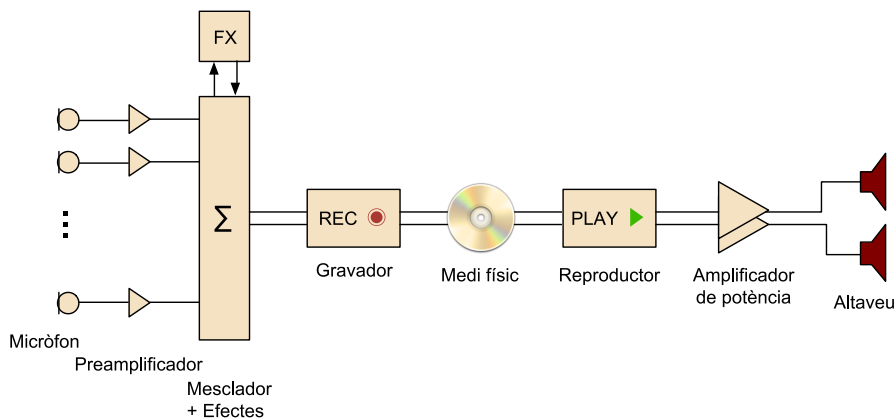 FX
Σ
REC
PLAY
Gravador
Medi físic
Reproductor
Amplificador
de potència
Altaveu
Micròfon
Preamplificador
Mesclador
+ Efectes